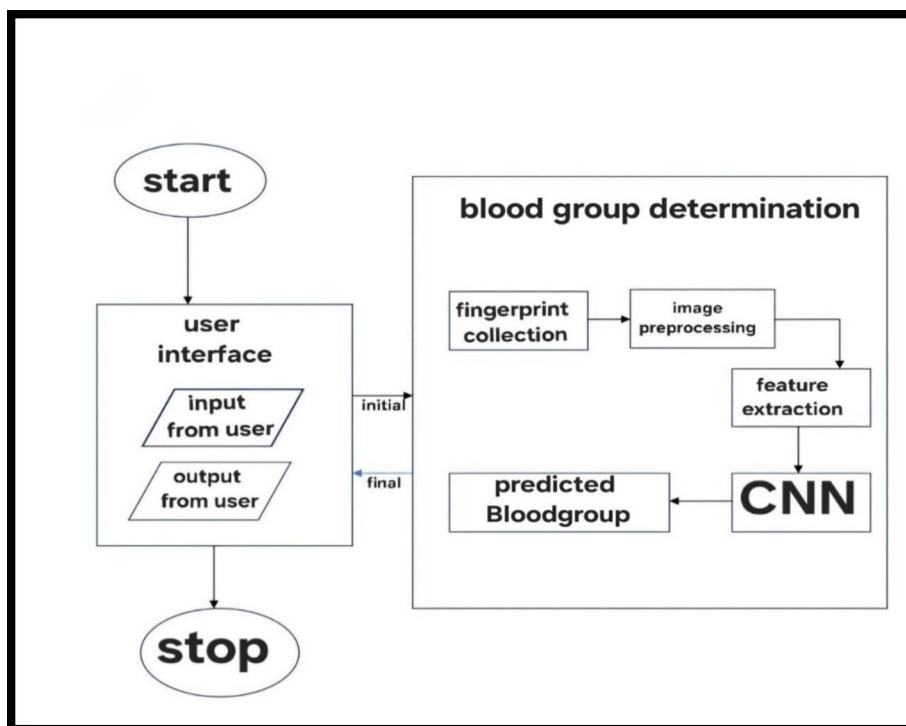 start
user
interface
input
from user
output
from user
stop
initial
final
blood group determination
fingerprint
collection
image
preprocessing
feature
extraction
CNN
predicted
Bloodgroup